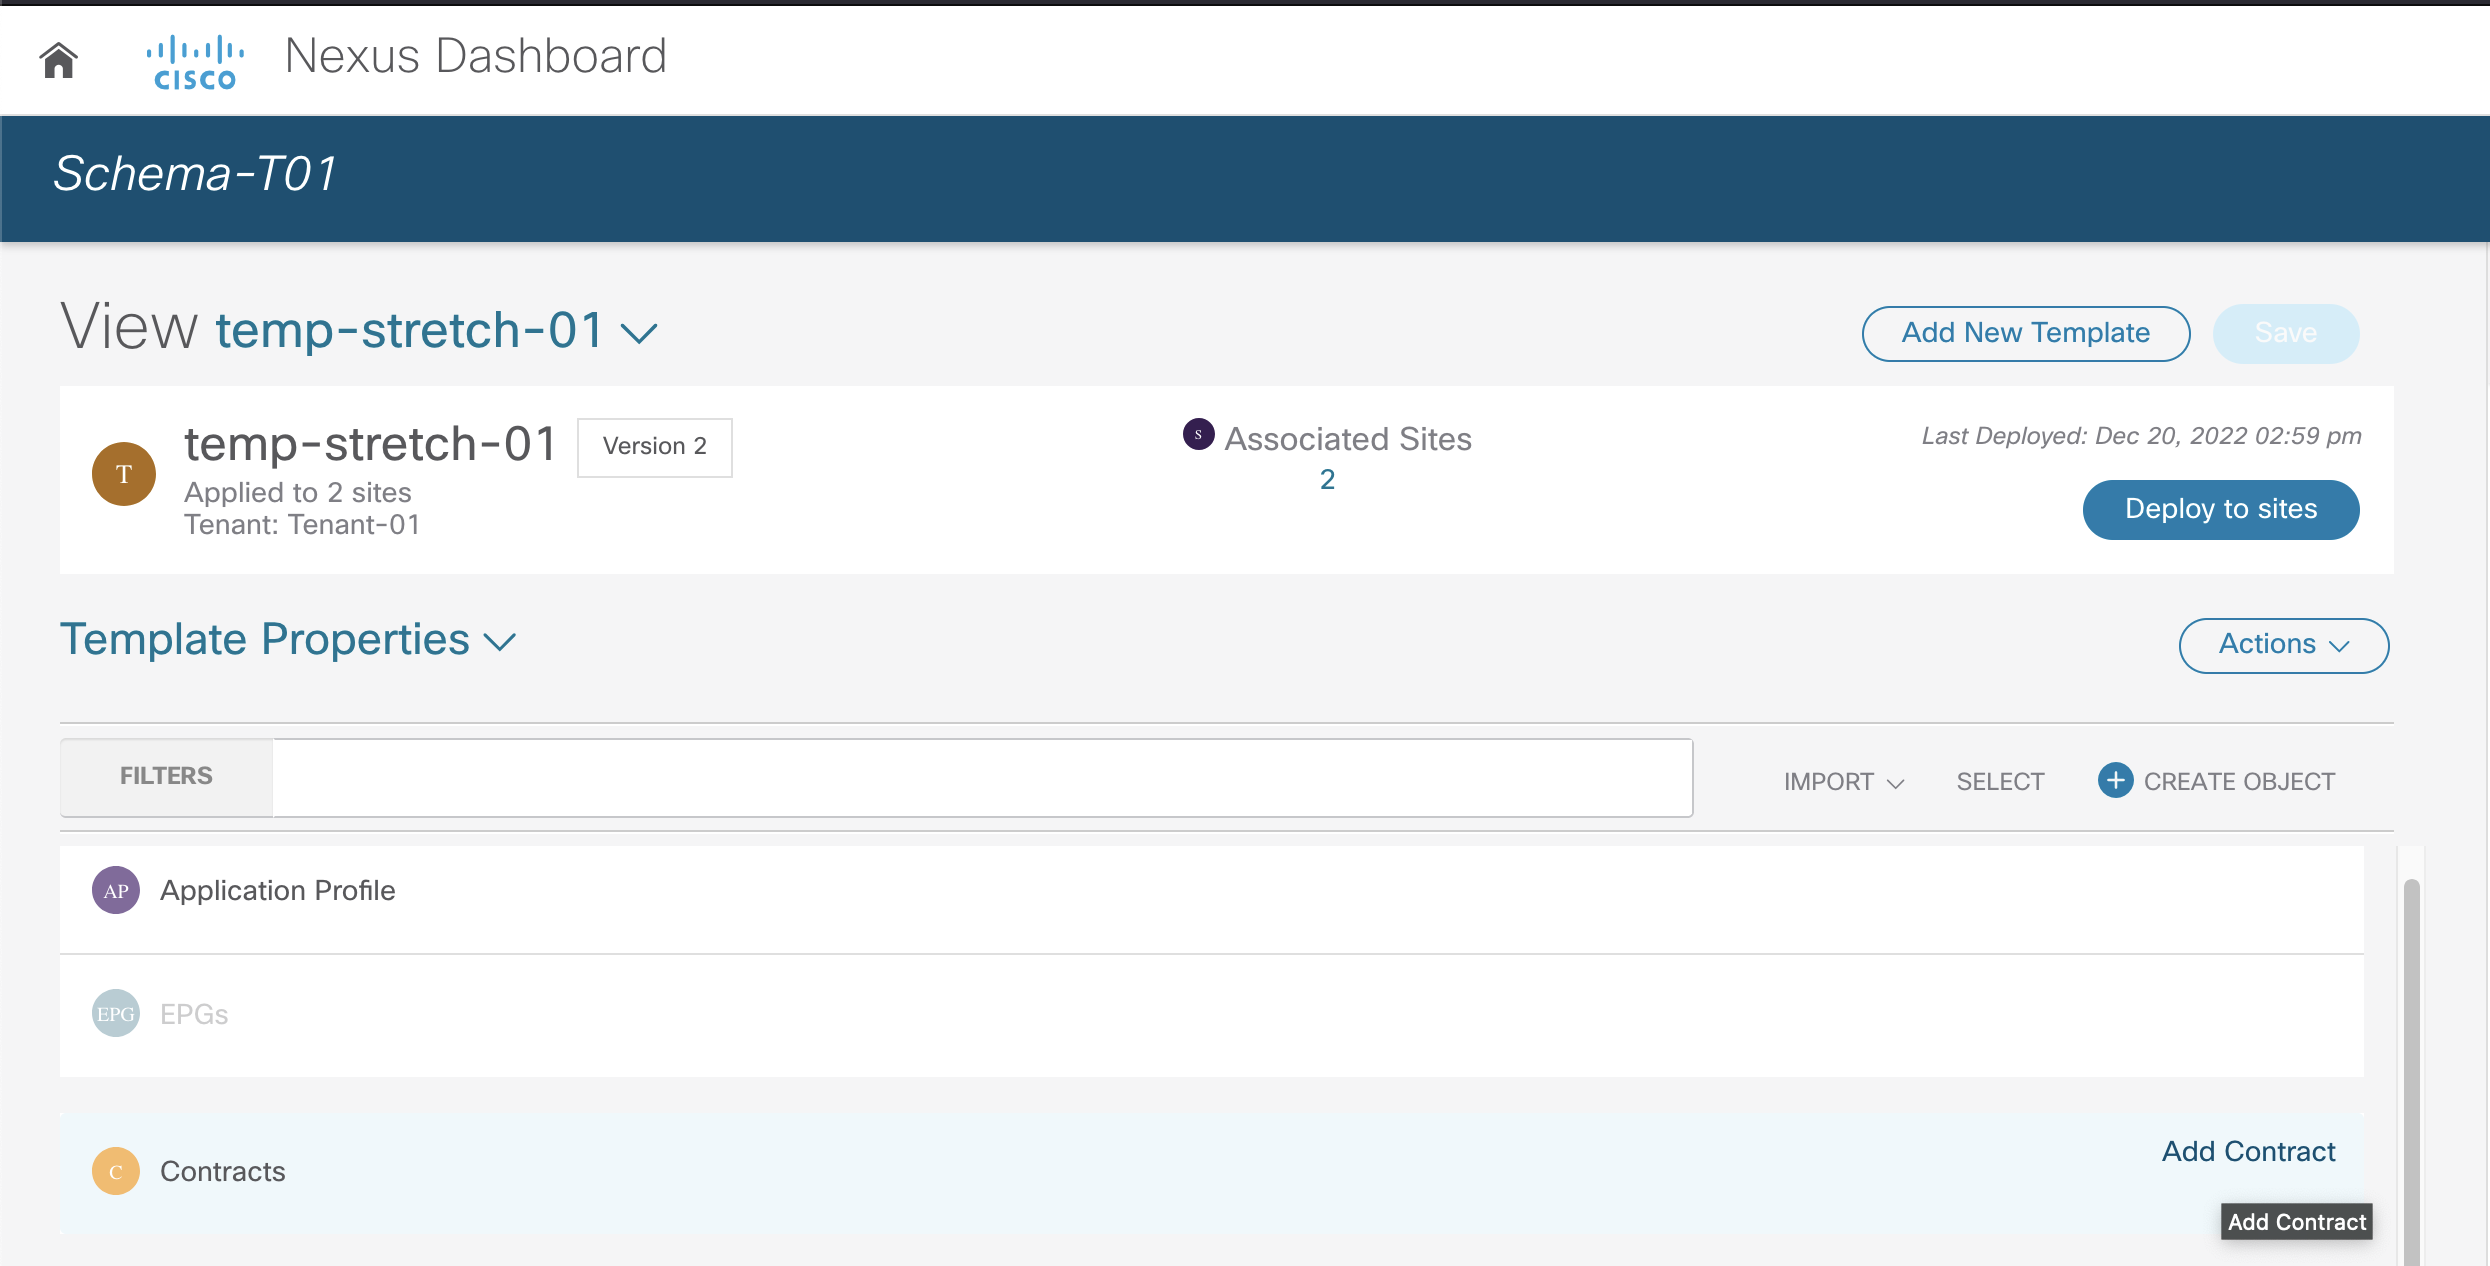 CISCO
Nexus Dashboard
Schema-T01
View temp-stretch-01
Add New Template
Save
T
temp-stretch-01
Version 2
Applied to 2 sites
Tenant: Tenant-01
S
Associated Sites
2
Last Deployed: Dec 20, 2022 02:59 pm
Deploy to sites
Template Properties
Actions
FILTERS
IMPORT
SELECT
+ CREATE OBJECT
AP Application Profile
EPG EPGs
C Contracts
Add Contract
Add Contract